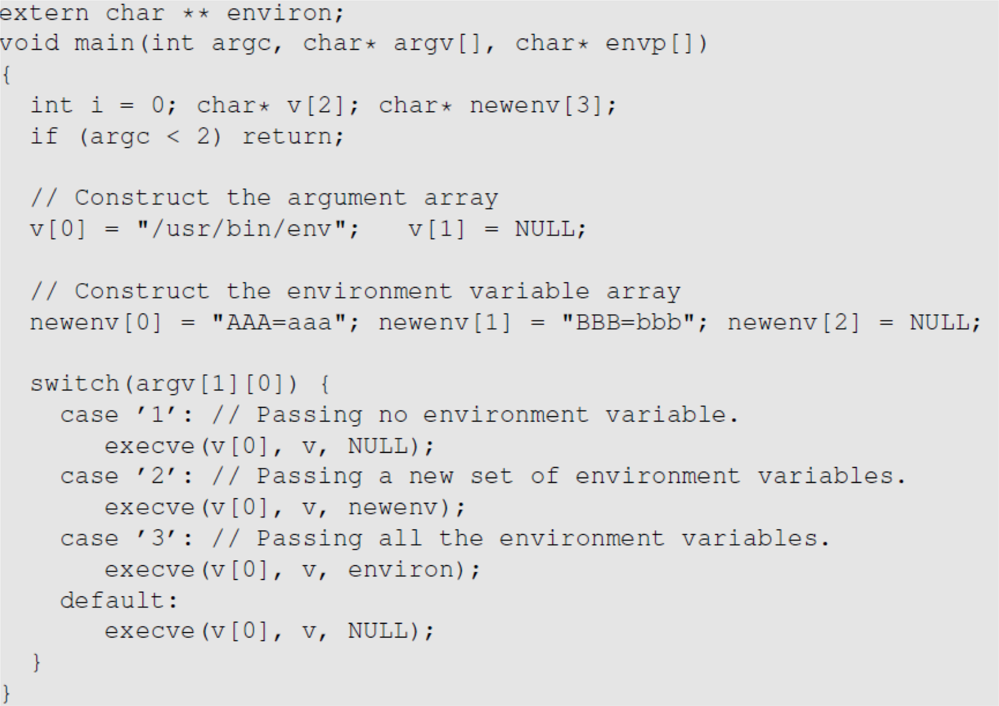 extern char ** environ;
void main(int argc, char* argv[], char* envp[])
{
  int i = 0; char* v[2]; char* newenv[3];
  if (argc < 2) return;

  // Construct the argument array
  v[0] = "/usr/bin/env";   v[1] = NULL;

  // Construct the environment variable array
  newenv[0] = "AAA=aaa"; newenv[1] = "BBB=bbb"; newenv[2] = NULL;

  switch(argv[1][0]) {
    case ’1’: // Passing no environment variable.
       execve(v[0], v, NULL);
    case ’2’: // Passing a new set of environment variables.
       execve(v[0], v, newenv);
    case ’3’: // Passing all the environment variables.
       execve(v[0], v, environ);
    default:
       execve(v[0], v, NULL);
  }
}